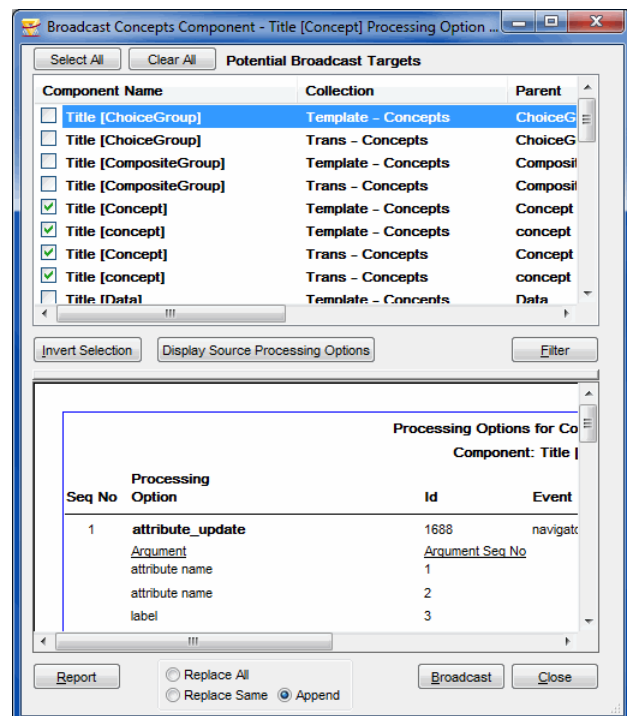 Broadcast Concepts Component - Title [Concept] Processing Option ...
Select All Clear All Potential Broadcast Targets
Component Name Collection Parent
Title [ChoiceGroup] Template - Concepts ChoiceG
Title [ChoiceGroup] Trans - Concepts ChoiceG
Title [CompositeGroup] Template - Concepts Composit
Title [CompositeGroup] Trans - Concepts Composit
Title [Concept] Template - Concepts Concept
Title [concept] Template - Concepts concept
Title [Concept] Trans - Concepts Concept
Title [concept] Trans - Concepts concept
Title [Data] Template - Concepts Data
Invert Selection Display Source Processing Options Filter
Processing Options for Co
Component: Title [
Processing
Seq No Option Id Event
1 attribute_update 1688 navigato
Argument Argument Seq No
attribute name 1
attribute name 2
label 3
Report Replace All Broadcast Close
Replace Same Append